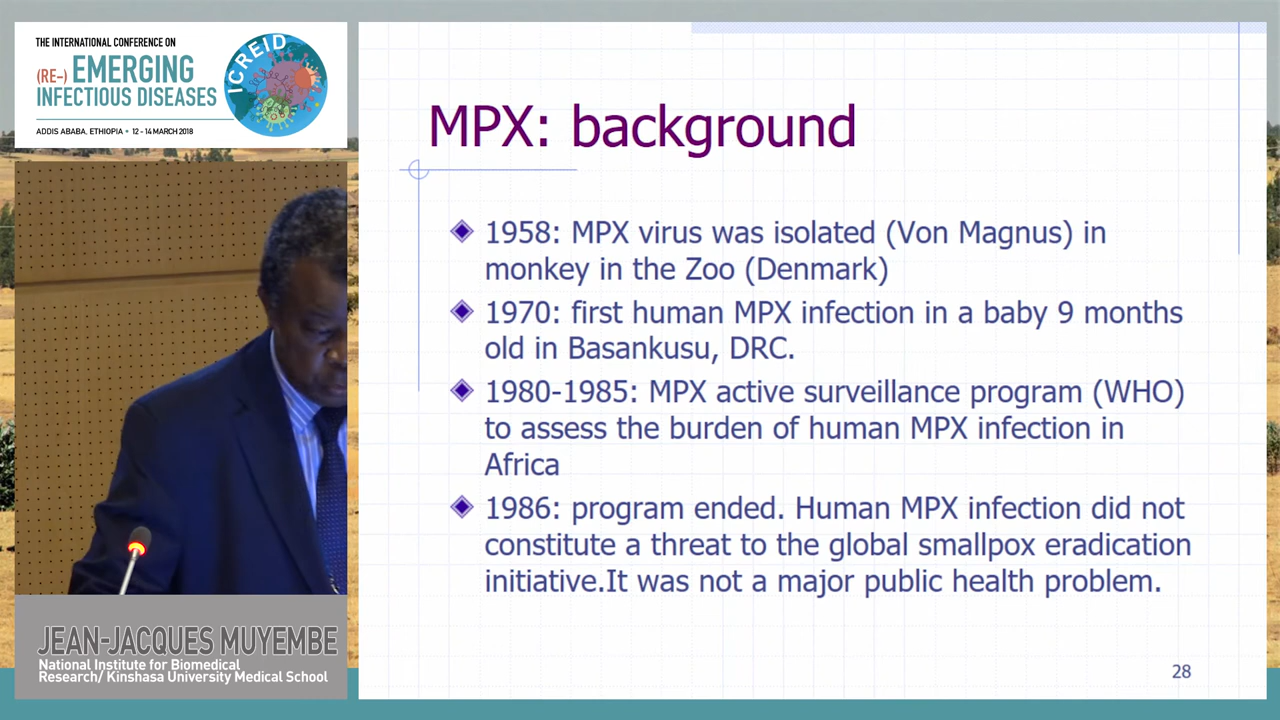 THE INTERNATIONAL CONFERENCE ON
(RE-) EMERGING
INFECTIOUS DISEASES
ADDIS ABABA, ETHIOPIA • 12 - 14 MARCH 2018
ICREID
MPX: background
1958: MPX virus was isolated (Von Magnus) in
monkey in the Zoo (Denmark)
1970: first human MPX infection in a baby 9 months
old in Basankusu, DRC.
1980-1985: MPX active surveillance program (WHO)
to assess the burden of human MPX infection in
Africa
1986: program ended. Human MPX infection did not
constitute a threat to the global smallpox eradication
initiative.It was not a major public health problem.
28
JEAN-JACQUES MUYEMBE
National Institute for Biomedical
Research/ Kinshasa University Medical School